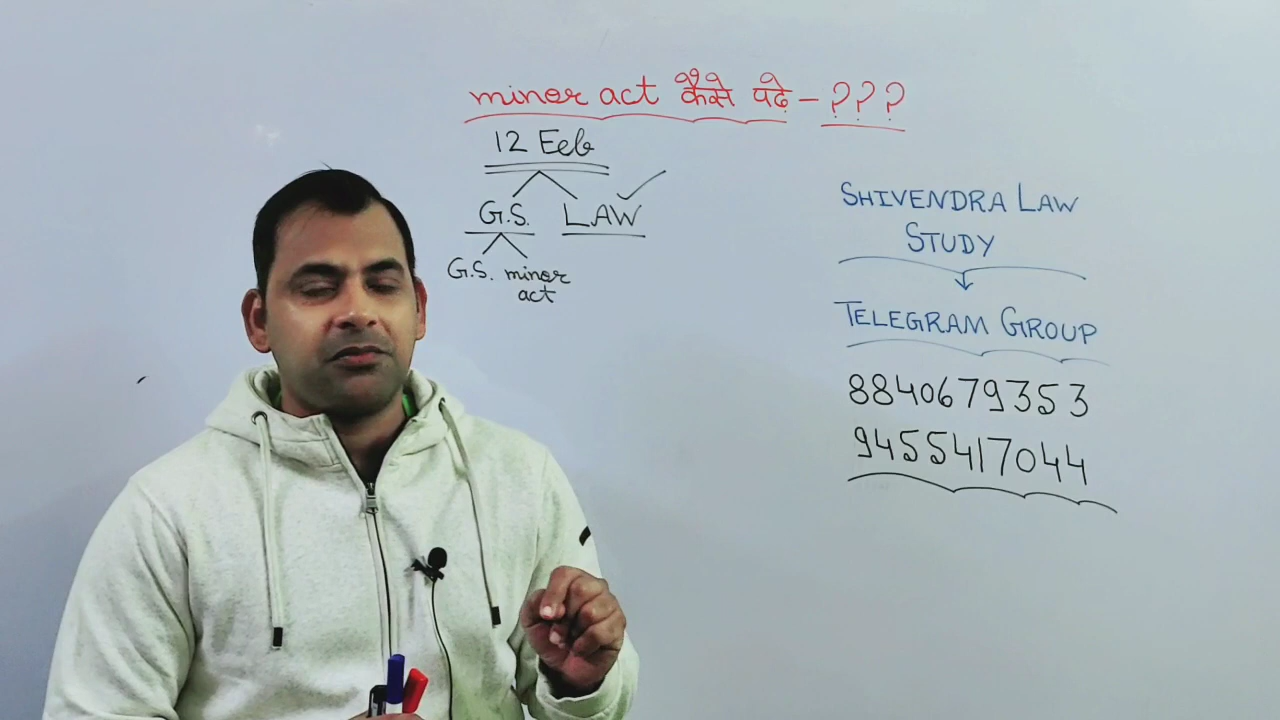 minor act कैसे पढे - ???
12 Feb
G.S. LAW
G.S. minor
act
SHIVENDRA LAW
STUDY
TELEGRAM GROUP
8840679353
9455417044